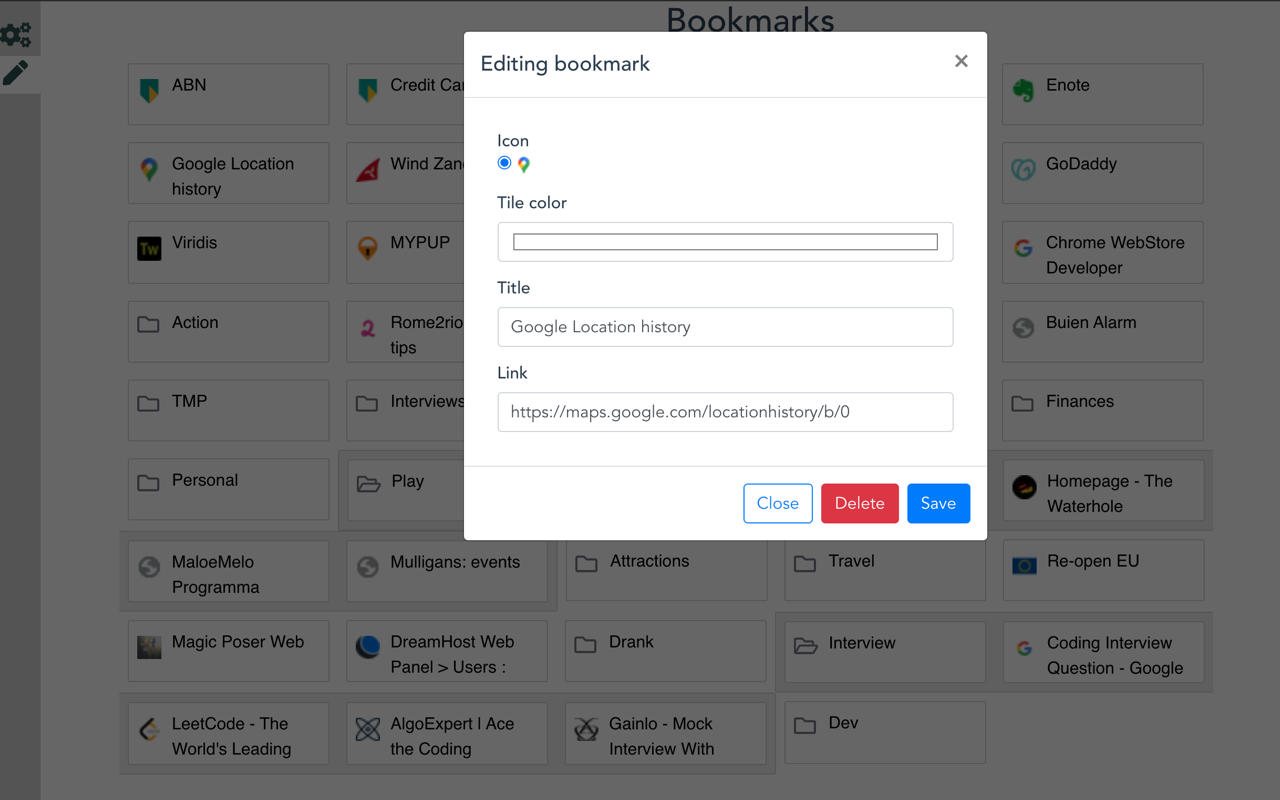 Bookmarks
Editing bookmark
×
Icon
Tile color
Title
Google Location history
Link
https://maps.google.com/locationhistory/b/0
Close
Delete
Save
ABN
Credit Ca
Enote
Google Location
history
Wind Zan
GoDaddy
Tw
Viridis
MYPUP
Chrome WebStore
Developer
Action
Rome2rio
tips
Buien Alarm
TMP
Interviews
Finances
Personal
Play
Homepage - The
Waterhole
MaloeMelo
Programma
Mulligans: events
Attractions
Travel
Re-open EU
Magic Poser Web
DreamHost Web
Panel > Users :
Drank
Interview
Coding Interview
Question - Google
LeetCode - The
World's Leading
AlgoExpert | Ace
the Coding
Gainlo - Mock
Interview With
Dev